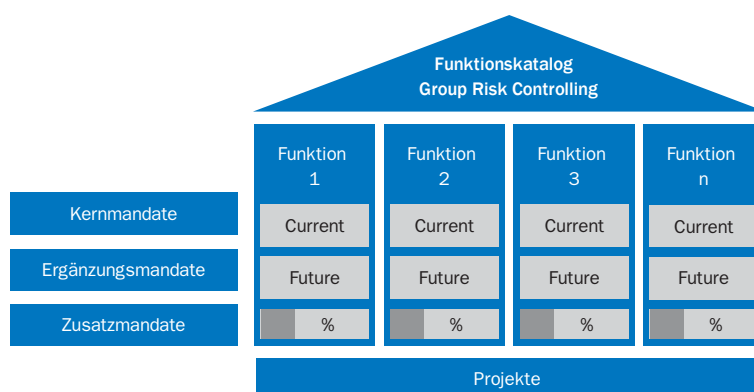 Funktionskatalog
Group Risk Controlling
Funktion
1
Funktion
2
Funktion
3
Funktion
n
Kernmandate
Current
Current
Current
Current
Ergänzungsmandate
Future
Future
Future
Future
Zusatzmandate
%
%
%
%
Projekte